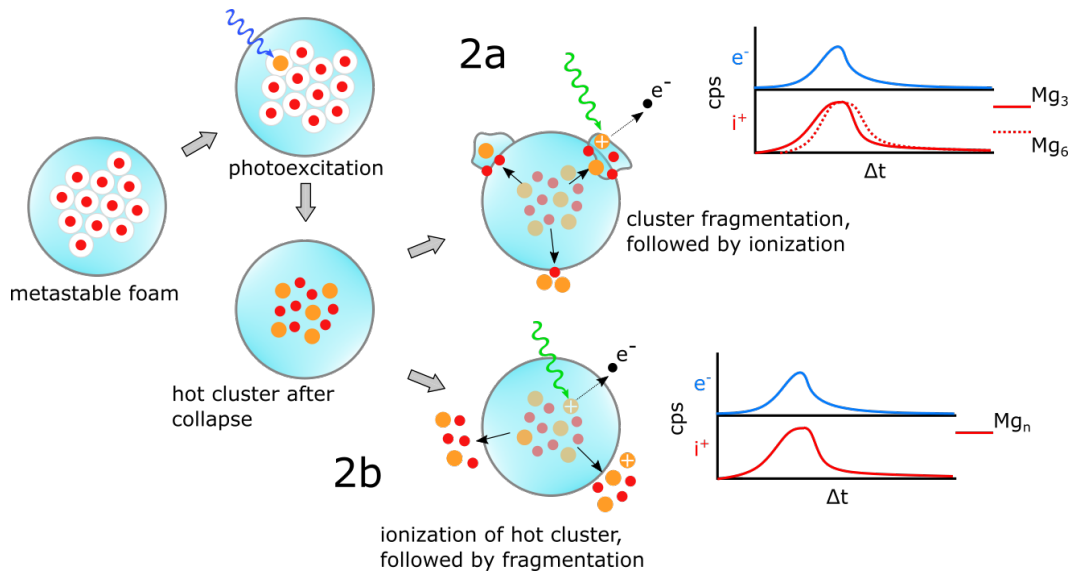 photoexcitation
metastable foam
hot cluster after
collapse
2a
e⁻
+
cluster fragmentation,
followed by ionization
cps
e⁻
i⁺
Δt
Mg₃
Mg₆
2b
e⁻
+
+
ionization of hot cluster,
followed by fragmentation
cps
e⁻
i⁺
Δt
Mgₙ